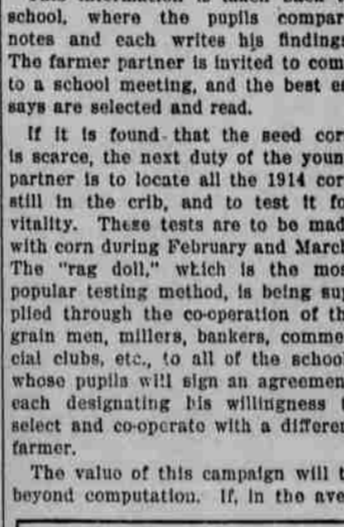 school, where the pupils compar
notes and each writes his findings
The farmer partner is invited to com
to a school meeting, and the best es
says are selected and read.
If it is found that the seed cor
is scarce, the next duty of the youn
partner is to locate all the 1914 cor
still in the crib, and to test it fo
vitality. These tests are to be mad
with corn during February and March
The "rag doll," which is the mos
popular testing method, is being sup
plied through the co-operation of th
grain men, millers, bankers, comme
cial clubs, etc., to all of the school
whose pupils will sign an agreemen
each designating his willingness t
select and co-operate with a differen
farmer.
The value of this campaign will b
beyond computation. If, in the ave